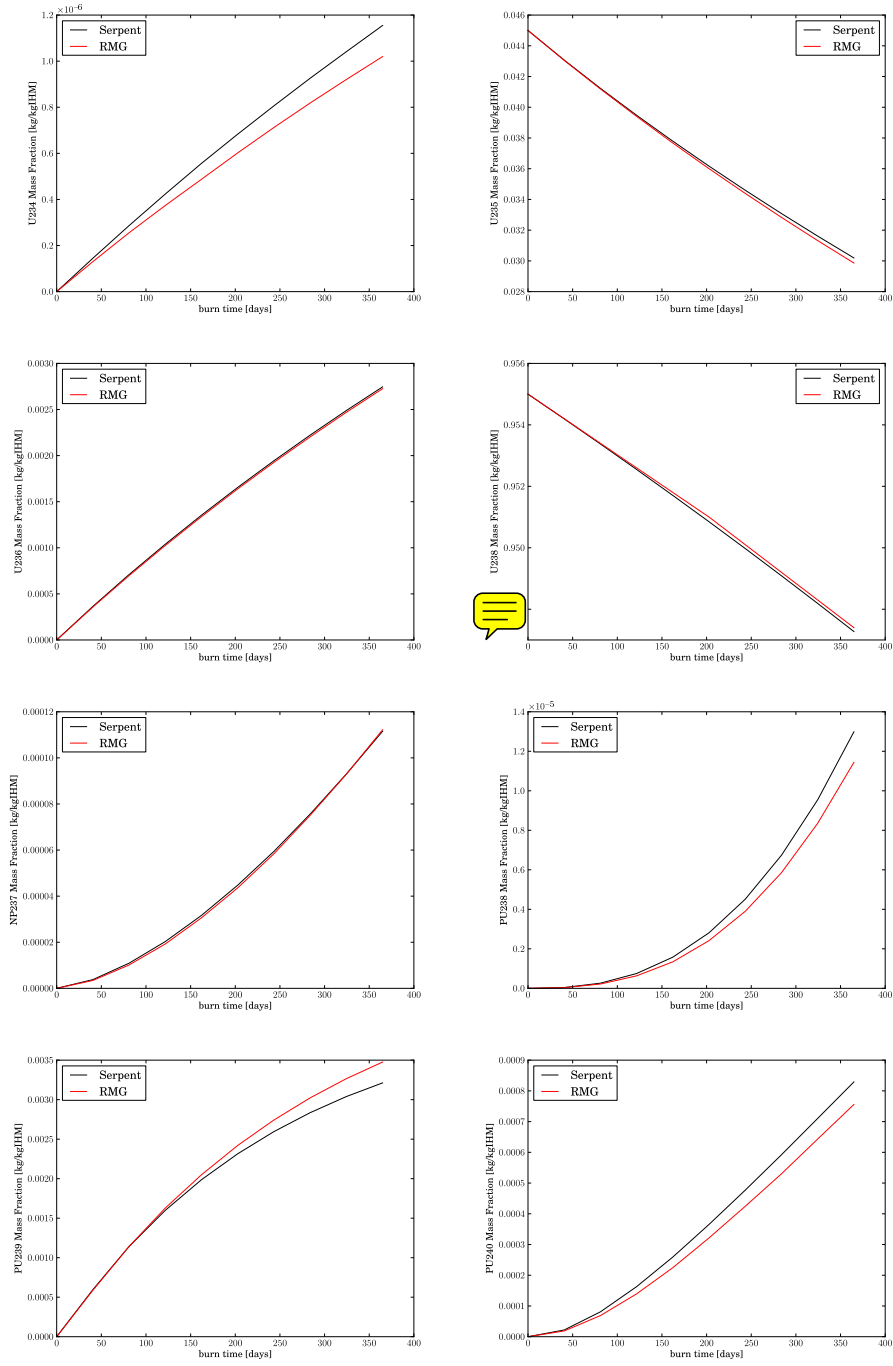 ×10⁻⁶
1.2
1.0
0.8
0.6
0.4
0.2
0.0
U234 Mass Fraction [kg/kgIHM]
Serpent
RMG
0 50 100 150 200 250 300 350 400
burn time [days]
0.046
0.044
0.042
0.040
0.038
0.036
0.034
0.032
0.030
0.028
U235 Mass Fraction [kg/kgIHM]
Serpent
RMG
0 50 100 150 200 250 300 350 400
burn time [days]
0.0030
0.0025
0.0020
0.0015
0.0010
0.0005
0.0000
U236 Mass Fraction [kg/kgIHM]
Serpent
RMG
0 50 100 150 200 250 300 350 400
burn time [days]
0.956
0.954
0.952
0.950
U238 Mass Fraction [kg/kgIHM]
Serpent
RMG
0 50 100 150 200 250 300 350 400
burn time [days]
0.00012
0.00010
0.00008
0.00006
0.00004
0.00002
0.00000
NP237 Mass Fraction [kg/kgIHM]
Serpent
RMG
0 50 100 150 200 250 300 350 400
burn time [days]
×10⁻⁵
1.4
1.2
1.0
0.8
0.6
0.4
0.2
0.0
PU238 Mass Fraction [kg/kgIHM]
Serpent
RMG
0 50 100 150 200 250 300 350 400
burn time [days]
0.0035
0.0030
0.0025
0.0020
0.0015
0.0010
0.0005
0.0000
PU239 Mass Fraction [kg/kgIHM]
Serpent
RMG
0 50 100 150 200 250 300 350 400
burn time [days]
0.0009
0.0008
0.0007
0.0006
0.0005
0.0004
0.0003
0.0002
0.0001
0.0000
PU240 Mass Fraction [kg/kgIHM]
Serpent
RMG
0 50 100 150 200 250 300 350 400
burn time [days]